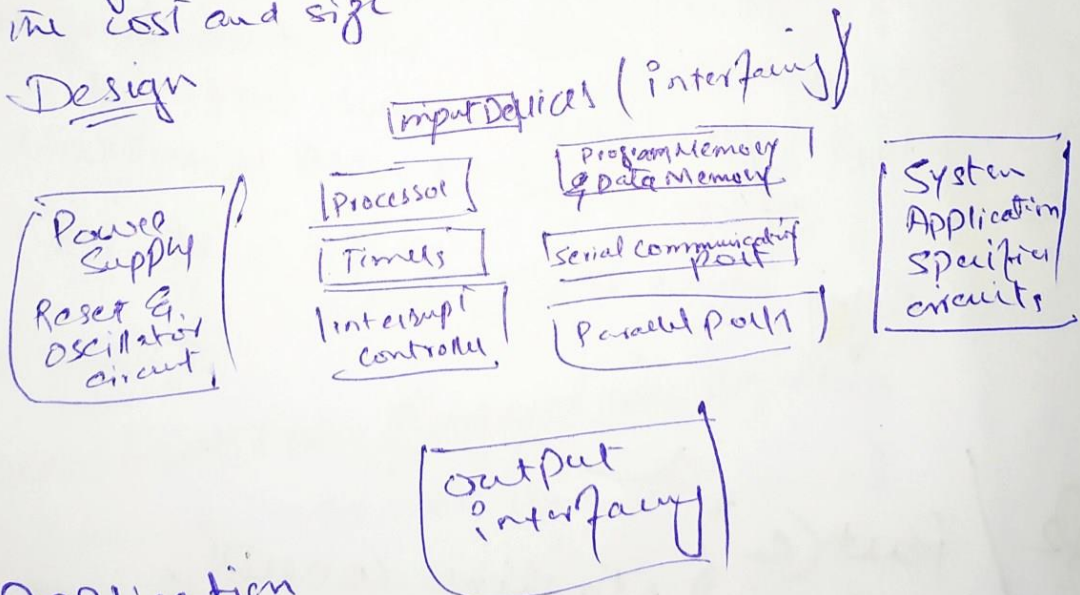 the cost and size
Design
Input Devices (interfacing)
Processor
Program Memory
& Data Memory
Timers
Serial Communication
port
Interrupt
Controller
Parallel Ports
Power
Supply
Reset &
Oscillator
circuit
System
Application
Specific
circuits
output
interfacing
Application